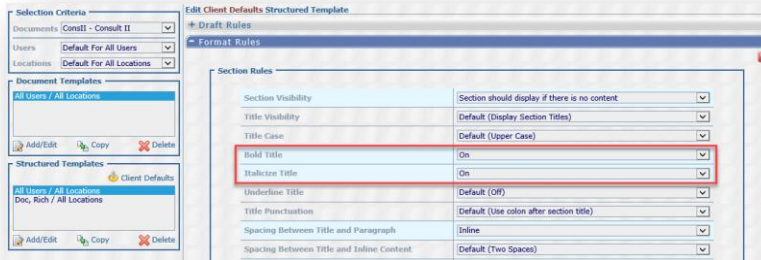 Selection Criteria
Documents ConsII - Consult II
Users Default For All Users
Locations Default For All Locations
Document Templates
All Users / All Locations
Add/Edit Copy Delete
Structured Templates
Client Defaults
All Users / All Locations
Doc, Rich / All Locations
Add/Edit Copy Delete
Edit Client Defaults Structured Template
+ Draft Rules
- Format Rules
Section Rules
Section Visibility Section should display if there is no content
Title Visibility Default (Display Section Titles)
Title Case Default (Upper Case)
Bold Title On
Italicize Title On
Underline Title Default (Off)
Title Punctuation Default (Use colon after section title)
Spacing Between Title and Paragraph Inline
Spacing Between Title and Inline Content Default (Two Spaces)